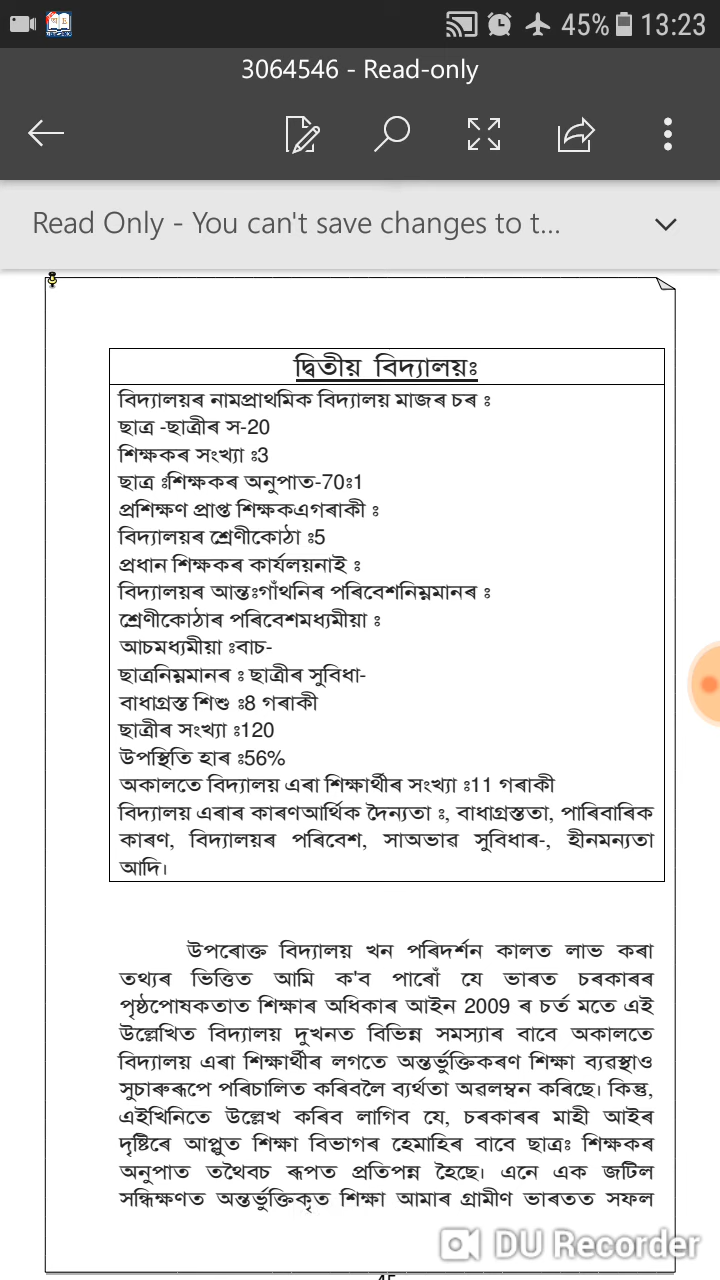 45% 13:23
3064546 - Read-only
Read Only - You can't save changes to t...
দ্বিতীয় বিদ্যালয়ঃ
বিদ্যালয়ৰ নামপ্ৰাথমিক বিদ্যালয় মাজৰ চৰ ঃ
ছাত্ৰ -ছাত্ৰীৰ স-20
শিক্ষকৰ সংখ্যা ঃ3
ছাত্ৰ ঃশিক্ষকৰ অনুপাত-70ঃ1
প্ৰশিক্ষণ প্ৰাপ্ত শিক্ষকএগৰাকী ঃ
বিদ্যালয়ৰ শ্ৰেণীকোঠা ঃ5
প্ৰধান শিক্ষকৰ কাৰ্যলয়নাই ঃ
বিদ্যালয়ৰ আন্তঃগাঁথনিৰ পৰিবেশনিম্নমানৰ ঃ
শ্ৰেণীকোঠাৰ পৰিবেশমধ্যমীয়া ঃ
আচমধ্যমীয়া ঃবাচ-
ছাত্ৰনিম্নমানৰ ঃ ছাত্ৰীৰ সুবিধা-
বাধাগ্ৰস্ত শিশু ঃ8 গৰাকী
ছাত্ৰীৰ সংখ্যা ঃ120
উপস্থিতি হাৰ ঃ56%
অকালতে বিদ্যালয় এৰা শিক্ষাৰ্থীৰ সংখ্যা ঃ11 গৰাকী
বিদ্যালয় এৰাৰ কাৰণআৰ্থিক দৈন্যতা ঃ, বাধাগ্ৰস্ততা, পাৰিবাৰিক
কাৰণ, বিদ্যালয়ৰ পৰিবেশ, সাঅভাৱ সুবিধাৰ-, হীনমন্যতা
আদি।
উপৰোক্ত বিদ্যালয় খন পৰিদৰ্শন কালত লাভ কৰা
তথ্যৰ ভিত্তিত আমি ক'ব পাৰোঁ যে ভাৰত চৰকাৰৰ
পৃষ্ঠপোষকতাত শিক্ষাৰ অধিকাৰ আইন 2009 ৰ চৰ্ত মতে এই
উল্লেখিত বিদ্যালয় দুখনত বিভিন্ন সমস্যাৰ বাবে অকালতে
বিদ্যালয় এৰা শিক্ষাৰ্থীৰ লগতে অন্তৰ্ভুক্তিকৰণ শিক্ষা ব্যৱস্থাও
সুচাৰুৰূপে পৰিচালিত কৰিবলৈ ব্যৰ্থতা অৱলম্বন কৰিছে। কিন্তু,
এইখিনিতে উল্লেখ কৰিব লাগিব যে, চৰকাৰৰ মাহী আইৰ
দৃষ্টিৰে আপ্লুত শিক্ষা বিভাগৰ হেমাহিৰ বাবে ছাত্ৰঃ শিক্ষকৰ
অনুপাত তথৈবচ ৰূপত প্ৰতিপন্ন হৈছে। এনে এক জটিল
সন্ধিক্ষণত অন্তৰ্ভুক্তিকৃত শিক্ষা আমাৰ গ্ৰামীণ ভাৰতত সফল
DU Recorder